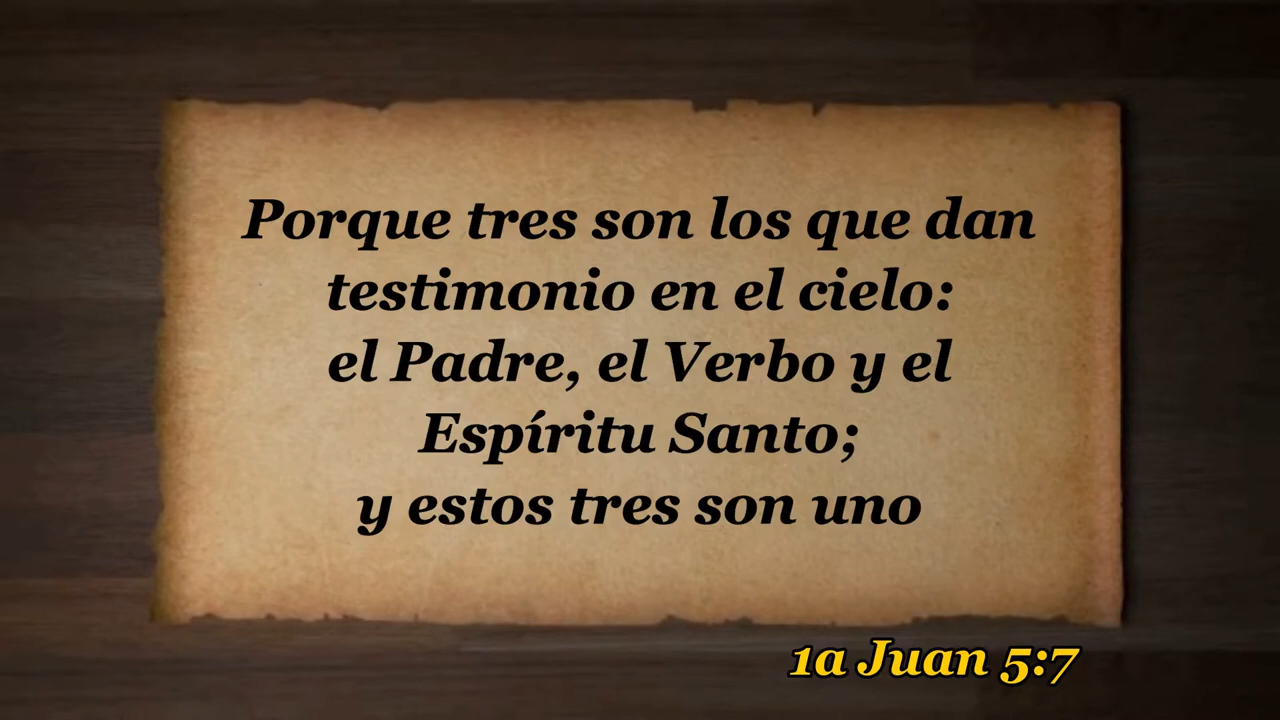 Porque tres son los que dan
testimonio en el cielo:
el Padre, el Verbo y el
Espíritu Santo;
y estos tres son uno
1a Juan 5:7